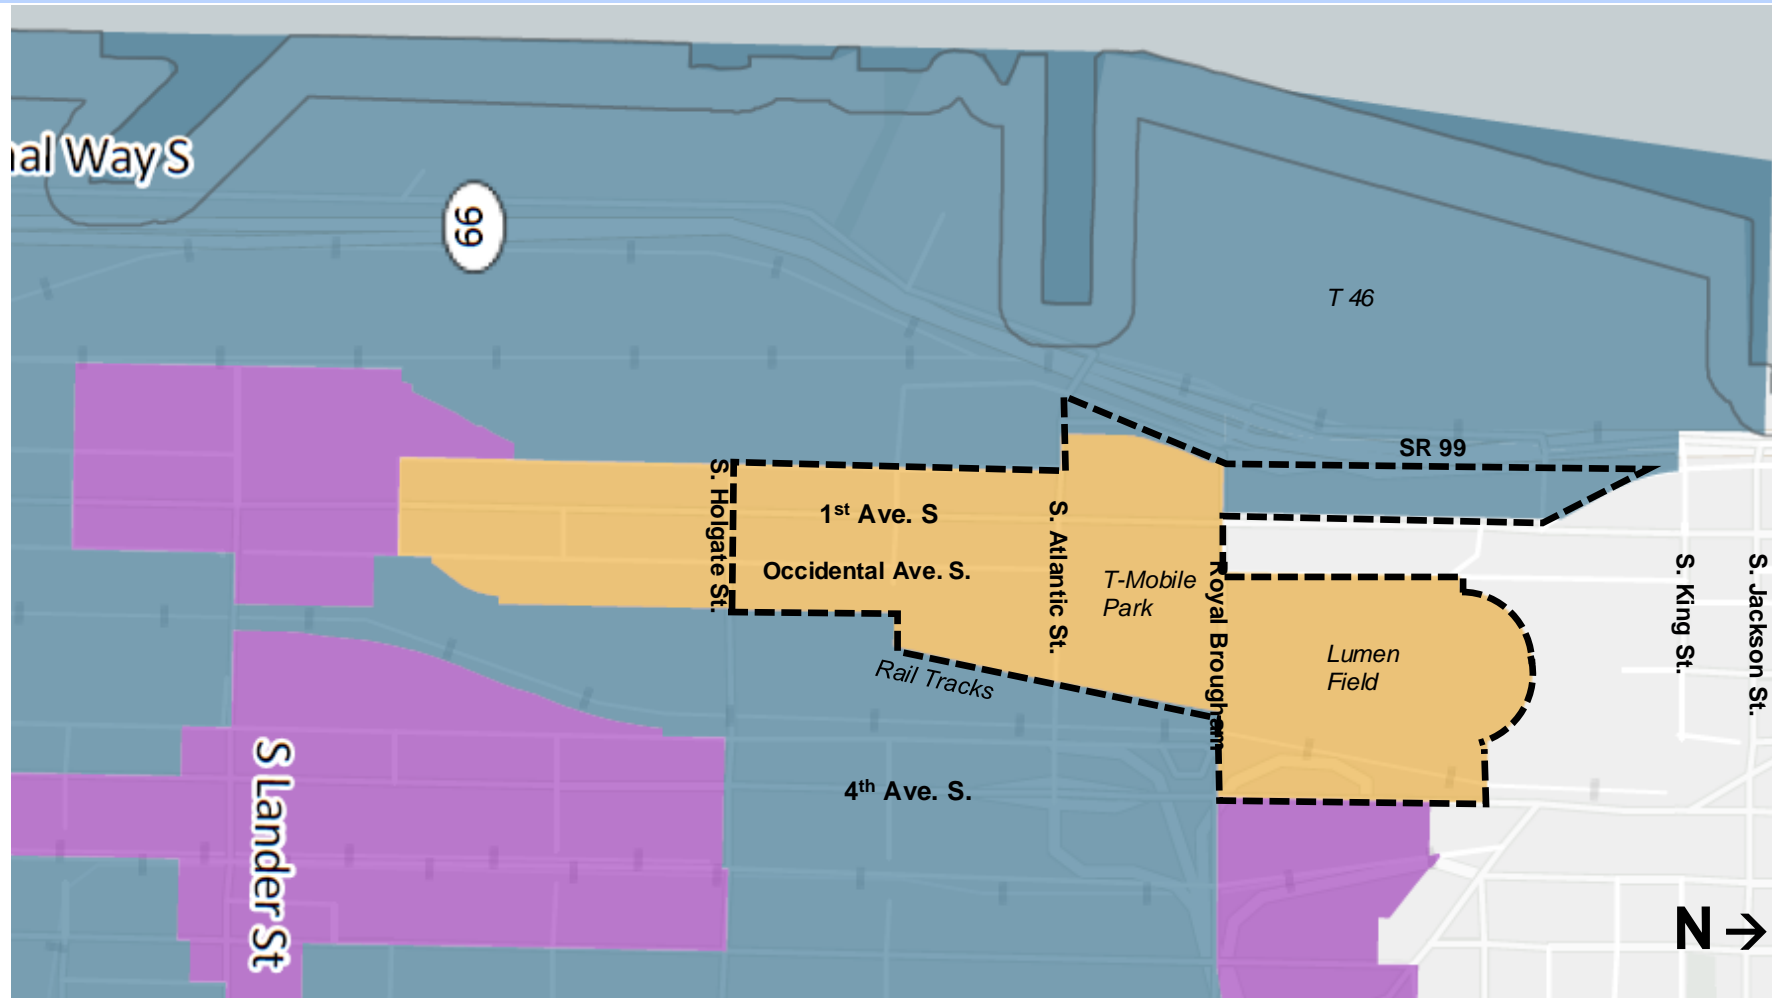 nal Way S
99
T 46
SR 99
S. Holgate St.
1st Ave. S
Occidental Ave. S.
S. Atlantic St.
T-Mobile
Park
Royal Brougham
Lumen
Field
S. King St.
S. Jackson St.
Rail Tracks
4th Ave. S.
S Lander St
N →